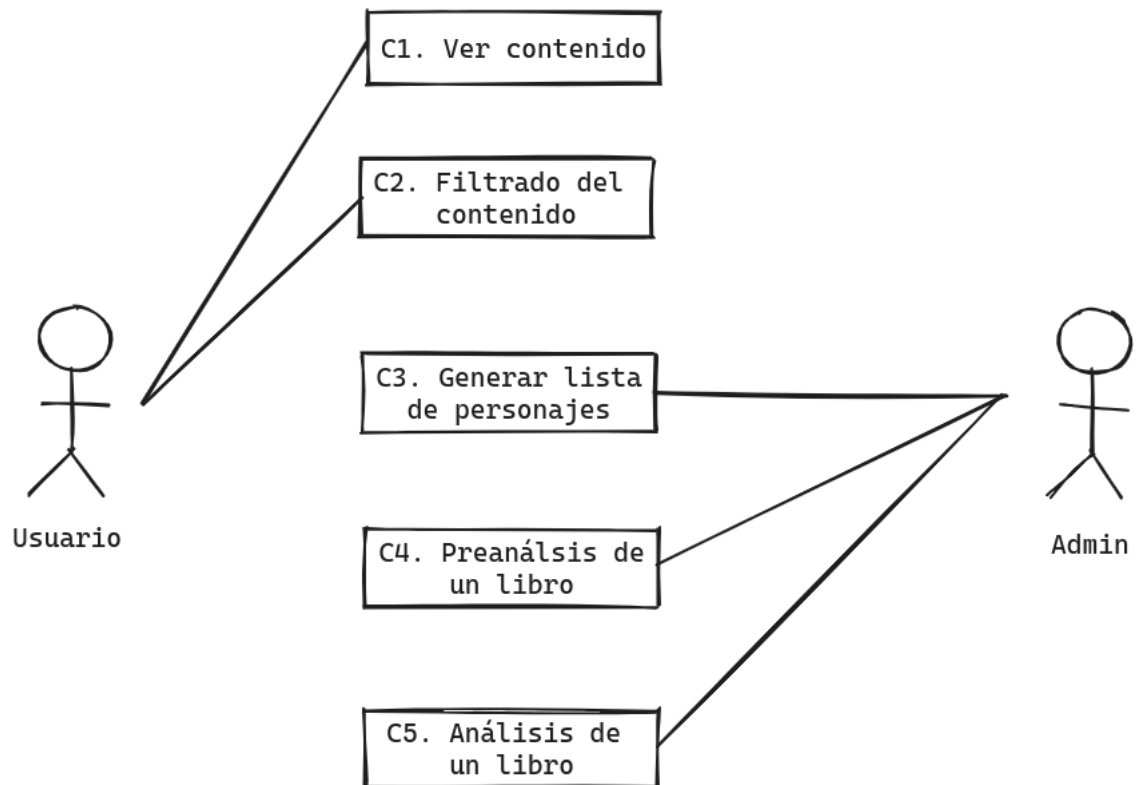 C1. Ver contenido
C2. Filtrado del
contenido
C3. Generar lista
de personajes
Usuario
Admin
C4. Preanálsis de
un libro
C5. Análisis de
un libro